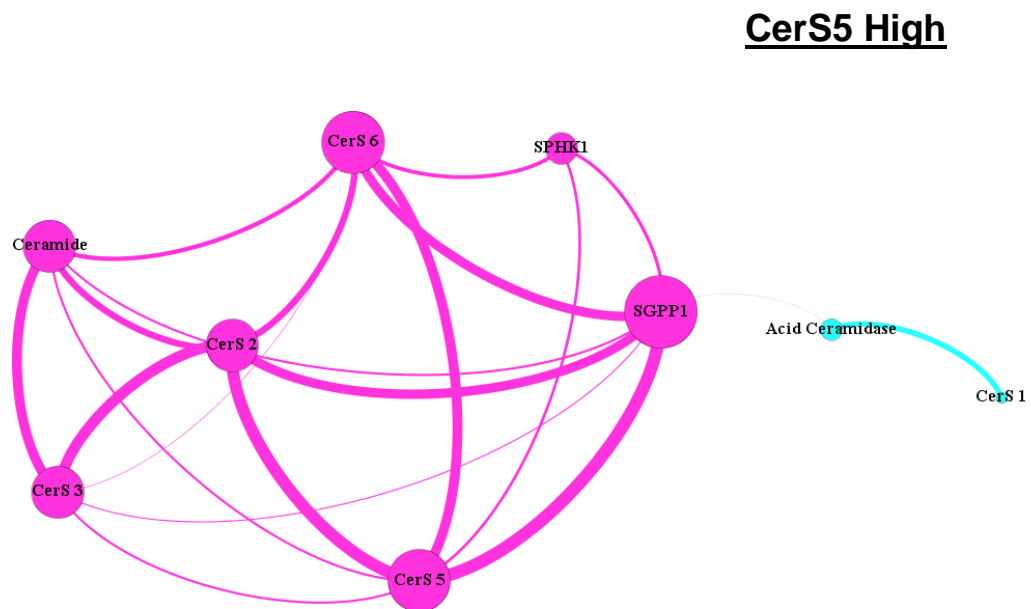 CerS5 High
CerS 6
SPHK1
Ceramide
SGPP1
Acid Ceramidase
CerS 2
CerS 1
CerS 3
CerS 5